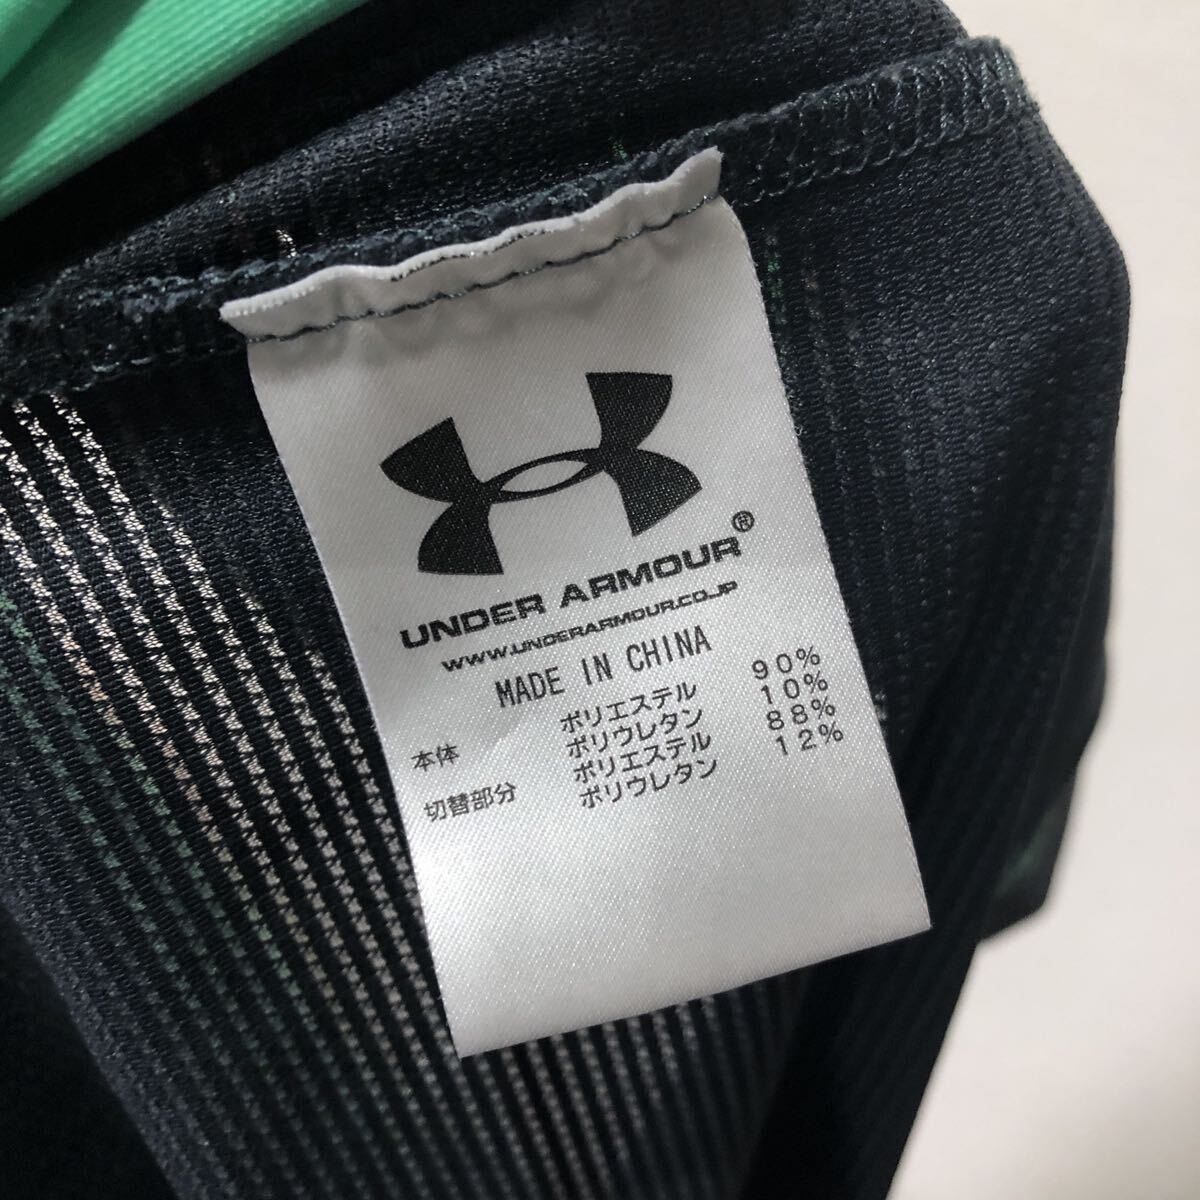 UNDER ARMOUR®
WWW.UNDERARMOUR.CO.JP
MADE IN CHINA
本体 ポリエステル 90%
ポリウレタン 10%
切替部分 ポリエステル 88%
ポリウレタン 12%